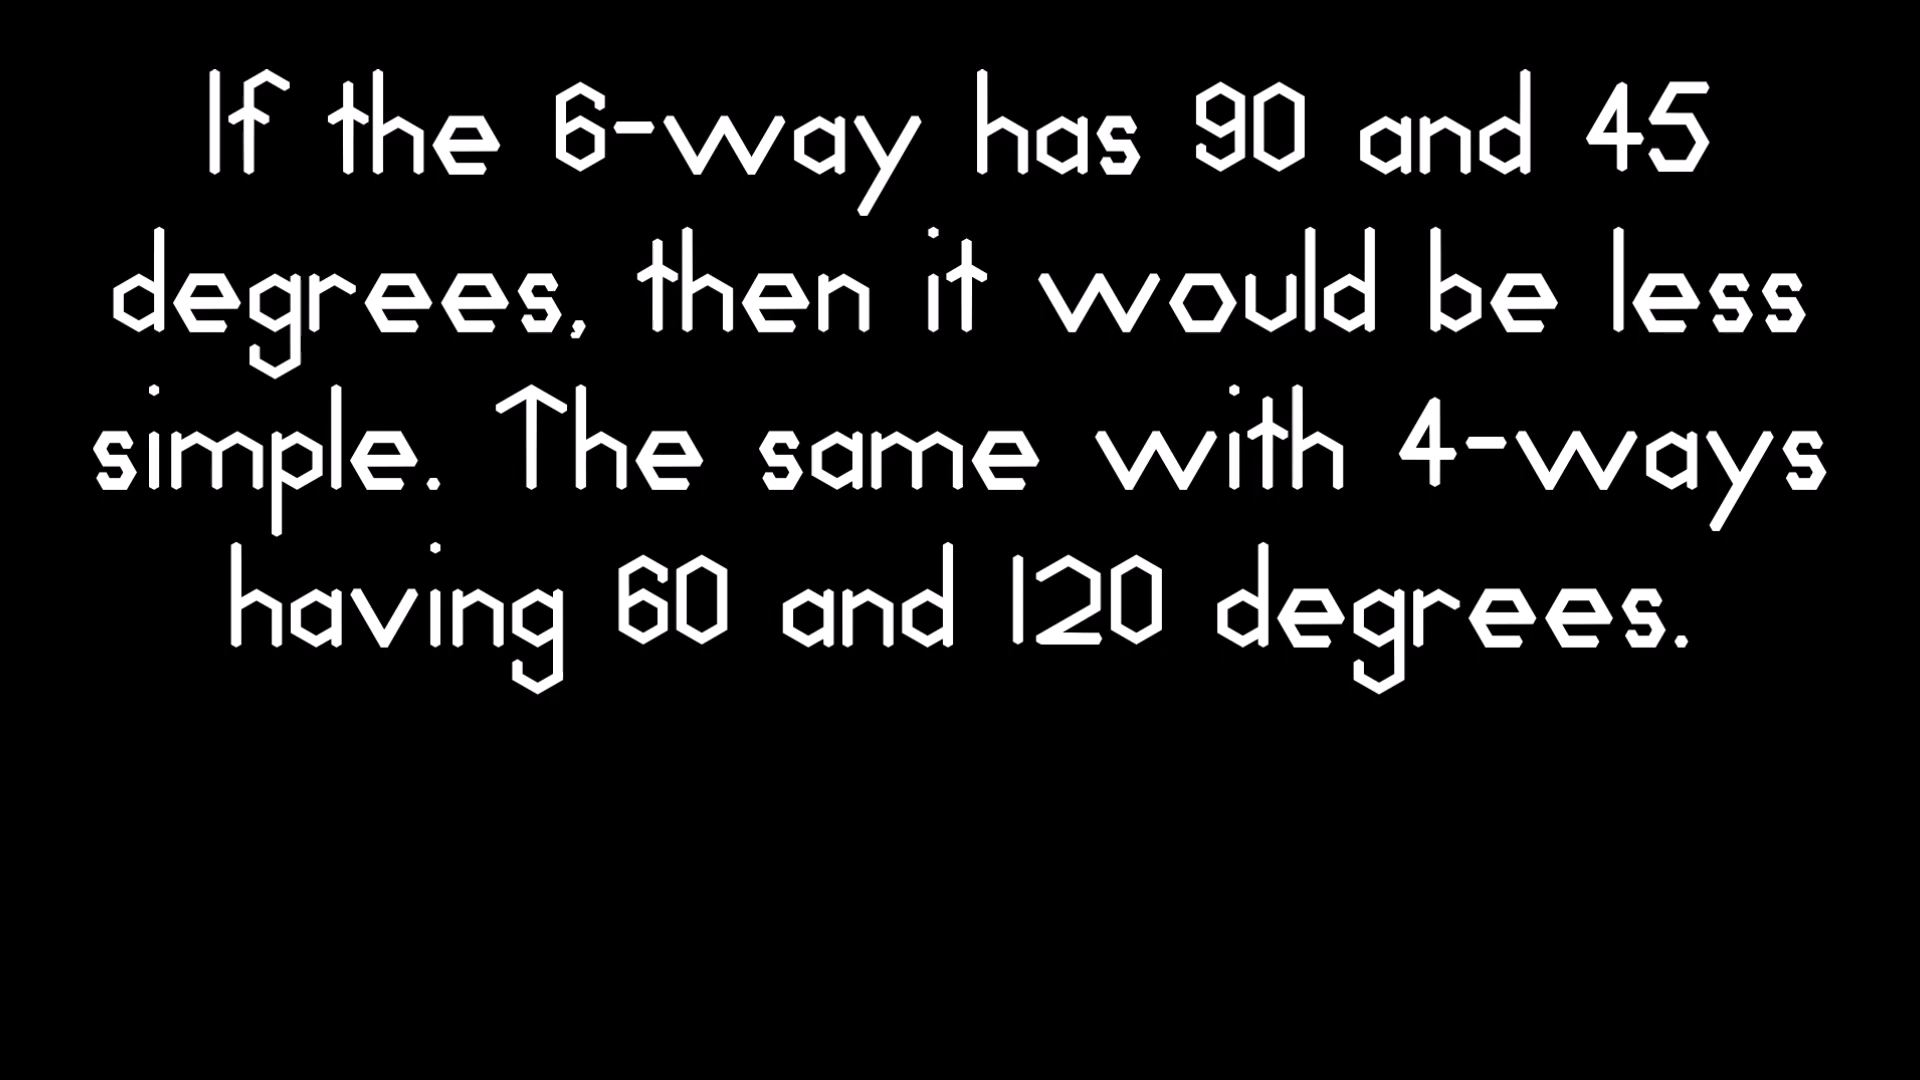 If the 6-way has 90 and 45
degrees, then it would be less
simple. The same with 4-ways
having 60 and 120 degrees.